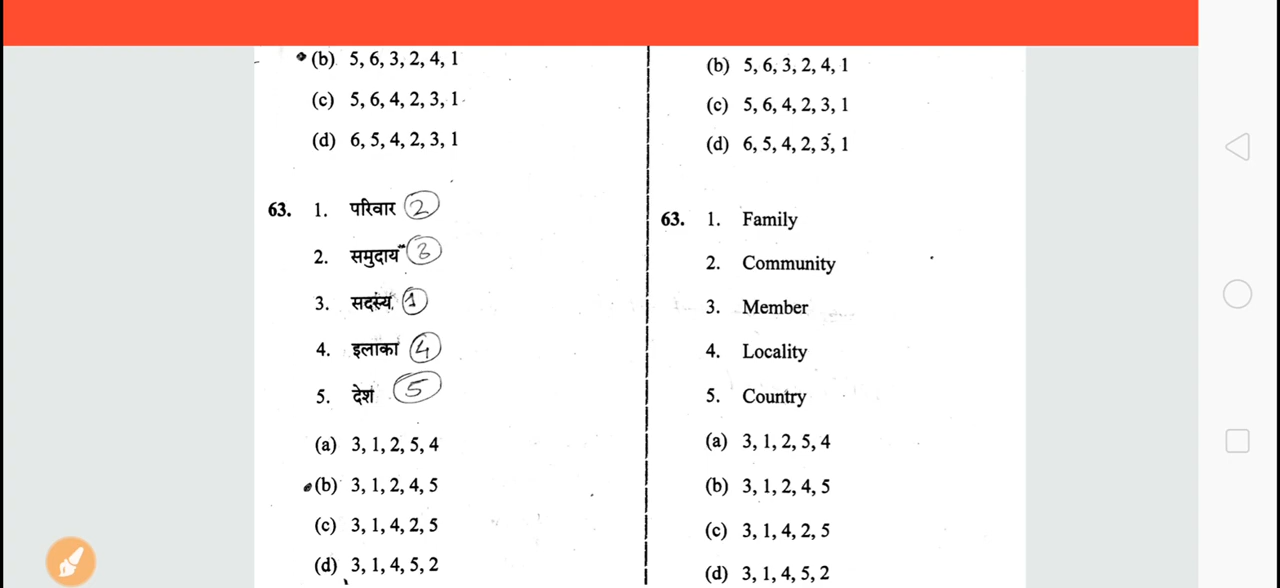 (b) 5, 6, 3, 2, 4, 1
(c) 5, 6, 4, 2, 3, 1
(d) 6, 5, 4, 2, 3, 1
63. 1. परिवार 2
2. समुदाय 3
3. सदस्य 1
4. इलाका 4
5. देश 5
(a) 3, 1, 2, 5, 4
(b) 3, 1, 2, 4, 5
(c) 3, 1, 4, 2, 5
(d) 3, 1, 4, 5, 2
(b) 5, 6, 3, 2, 4, 1
(c) 5, 6, 4, 2, 3, 1
(d) 6, 5, 4, 2, 3, 1
63. 1. Family
2. Community
3. Member
4. Locality
5. Country
(a) 3, 1, 2, 5, 4
(b) 3, 1, 2, 4, 5
(c) 3, 1, 4, 2, 5
(d) 3, 1, 4, 5, 2